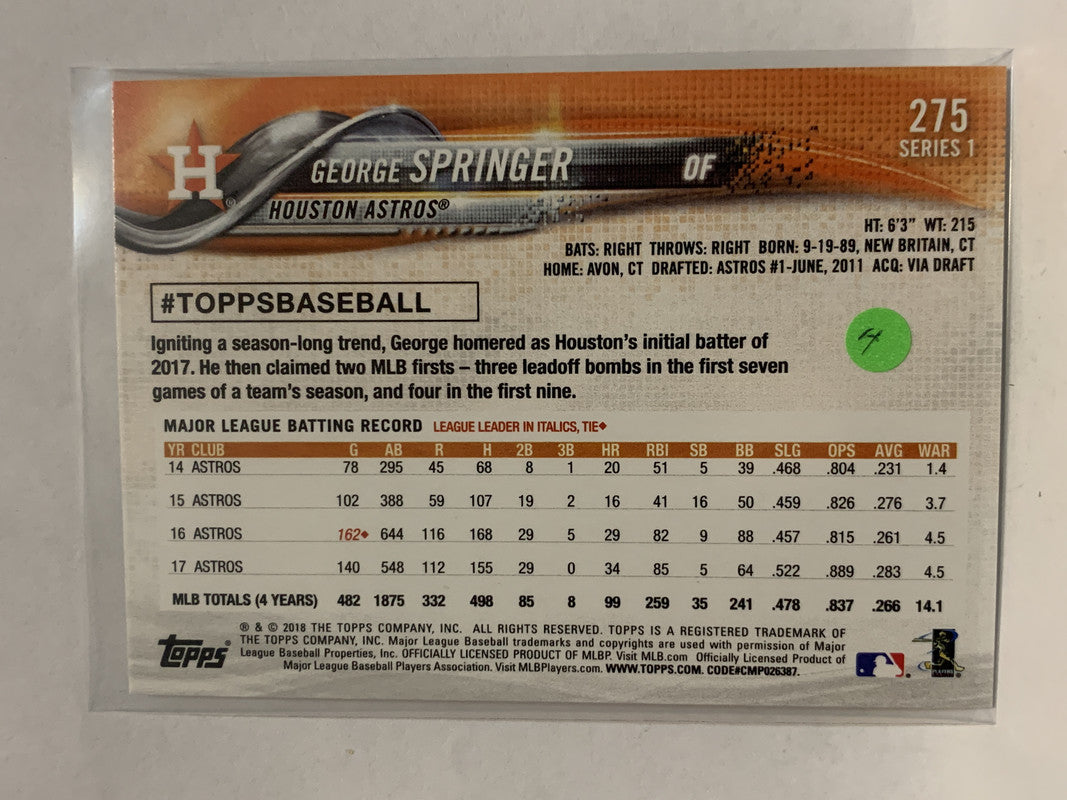 275
SERIES 1
H
®
GEORGE SPRINGER OF
HOUSTON ASTROS®
HT: 6'3" WT: 215
BATS: RIGHT THROWS: RIGHT BORN: 9-19-89, NEW BRITAIN, CT
HOME: AVON, CT DRAFTED: ASTROS #1-JUNE, 2011 ACQ: VIA DRAFT
#TOPPSBASEBALL
4
Igniting a season-long trend, George homered as Houston's initial batter of
2017. He then claimed two MLB firsts – three leadoff bombs in the first seven
games of a team's season, and four in the first nine.
MAJOR LEAGUE BATTING RECORD LEAGUE LEADER IN ITALICS, TIE◆
YR CLUB G AB R H 2B 3B HR RBI SB BB SLG OPS AVG WAR
14 ASTROS 78 295 45 68 8 1 20 51 5 39 .468 .804 .231 1.4
15 ASTROS 102 388 59 107 19 2 16 41 16 50 .459 .826 .276 3.7
16 ASTROS 162◆ 644 116 168 29 5 29 82 9 88 .457 .815 .261 4.5
17 ASTROS 140 548 112 155 29 0 34 85 5 64 .522 .889 .283 4.5
MLB TOTALS (4 YEARS) 482 1875 332 498 85 8 99 259 35 241 .478 .837 .266 14.1
Topps®
® & © 2018 THE TOPPS COMPANY, INC. ALL RIGHTS RESERVED. TOPPS IS A REGISTERED TRADEMARK OF
THE TOPPS COMPANY, INC. Major League Baseball trademarks and copyrights are used with permission of Major
League Baseball Properties, Inc. OFFICIALLY LICENSED PRODUCT OF MLBP. Visit MLB.com Officially Licensed Product of
Major League Baseball Players Association. Visit MLBPlayers.com. WWW.TOPPS.COM. CODE#CMP026387.
PLAYERS